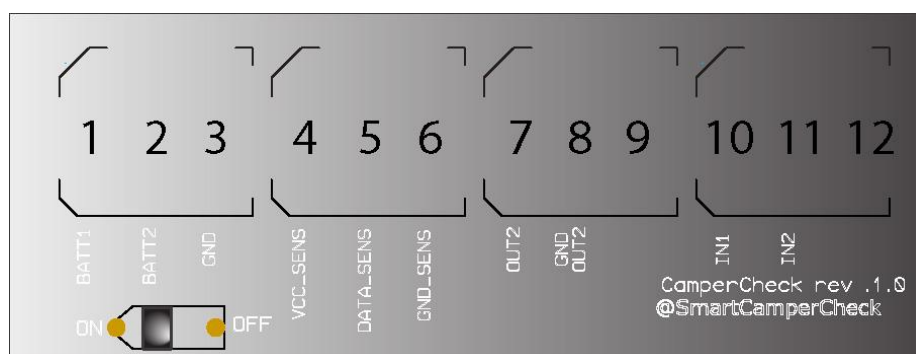 1 2 3 4 5 6 7 8 9 10 11 12
BATT1
BATT2
GND
VCC_SENS
DATA_SENS
GND_SENS
OUT2
GND
OUT2
IN1
IN2
CamperCheck rev .1.0
@SmartCamperCheck
ON OFF